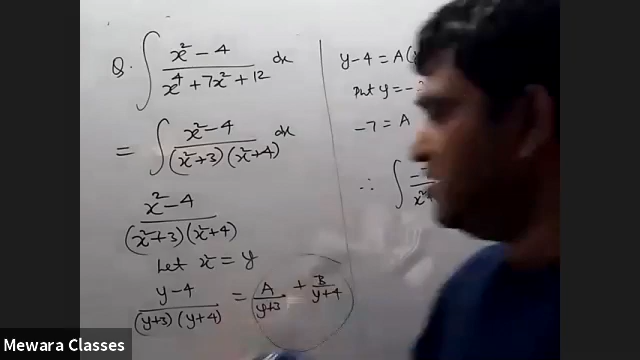 Q. ∫ x² - 4 / x⁴ + 7x² + 12 dx
= ∫ x² - 4 / (x² + 3) (x² + 4) dx
x² - 4 / (x² + 3) (x² + 4)
Let x² = y
y - 4 / (y+3) (y+4) = A / y+3 + B / y+4
y - 4 = A(
Put y = -
-7 = A
∴ ∫
Mewara Classes